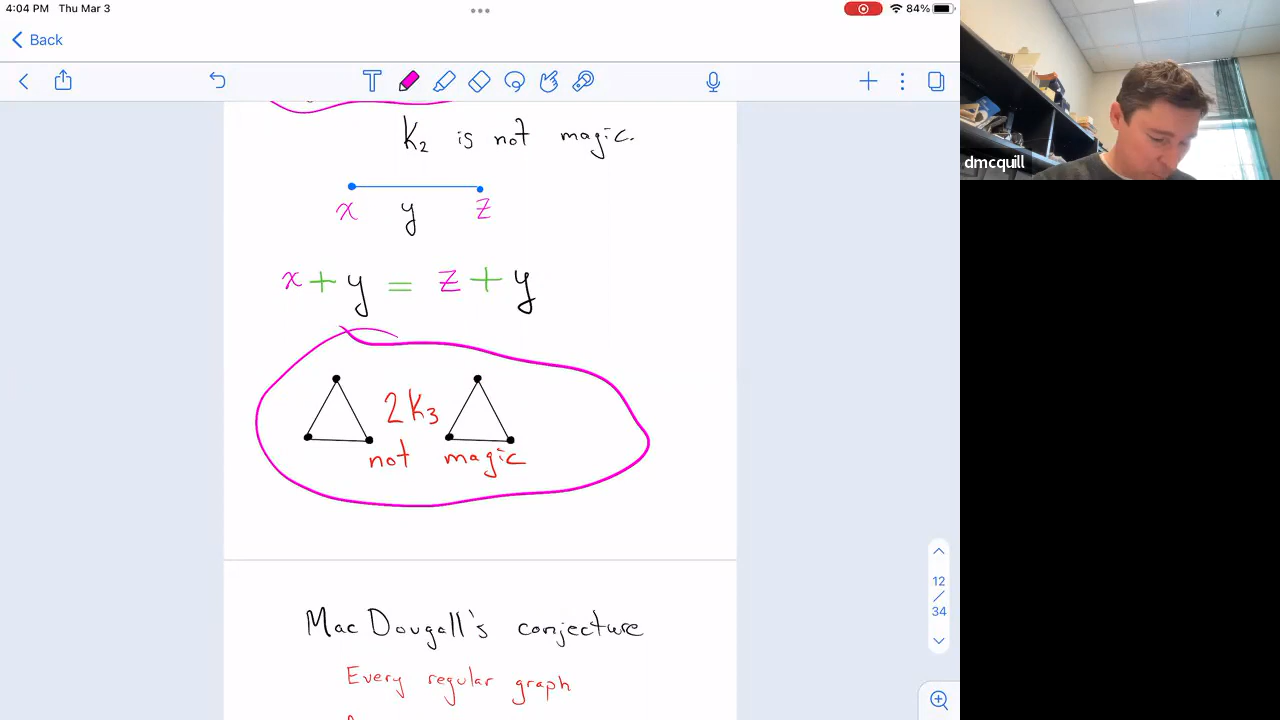 4:04 PM Thu Mar 3
84%
Back
T
dmcquill
K2 is not magic.
x y z
x + y = z + y
2K3
not magic
12
/
34
MacDougall's conjecture
Every regular graph